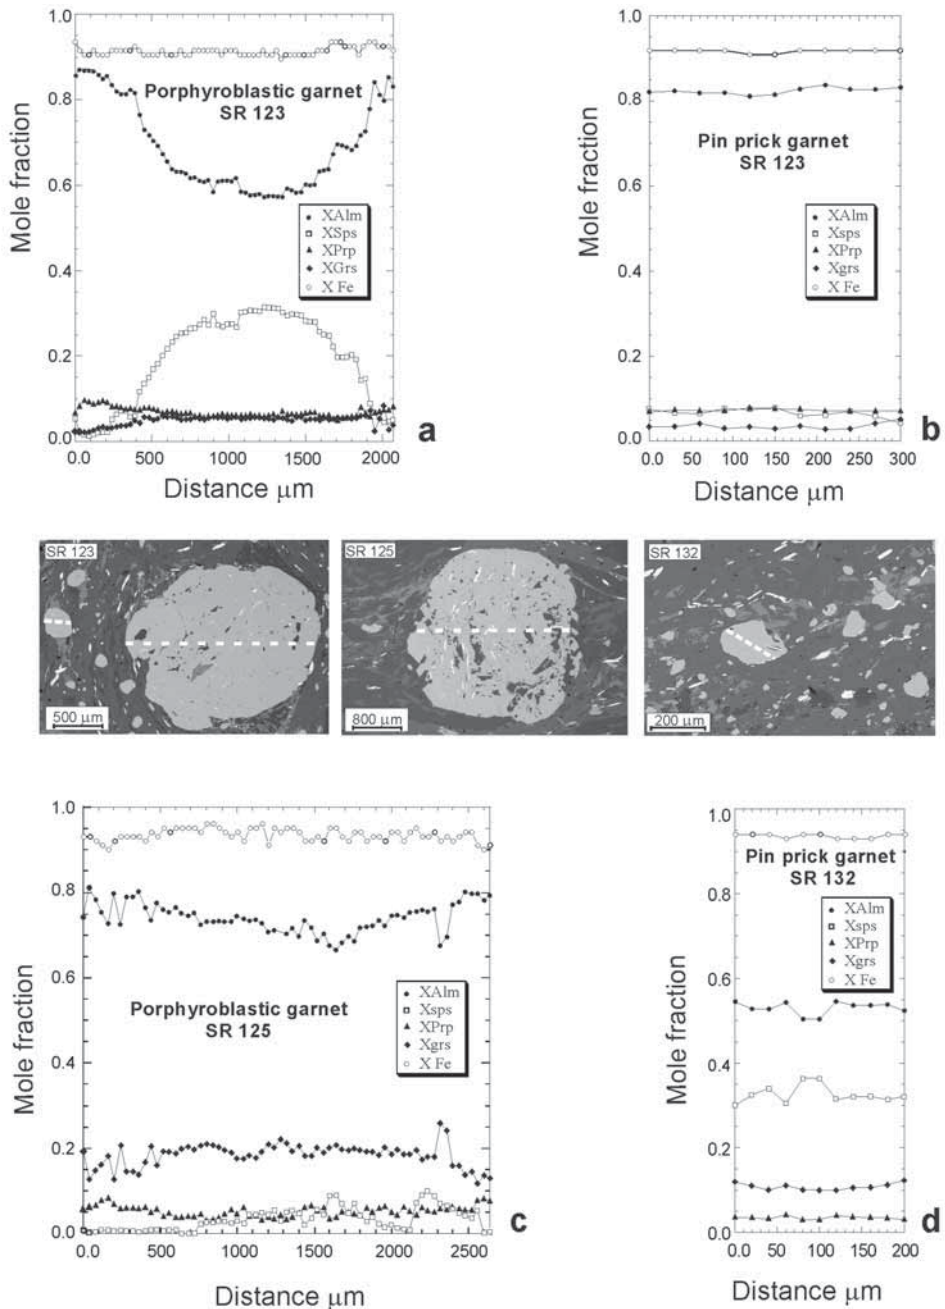 1.0
0.8
0.6
0.4
0.2
0.0
Mole fraction
Porphyroblastic garnet
SR 123
XAlm
XSps
XPrp
XGrs
X Fe
0.0
500
1000
1500
2000
Distance μm
a
1.0
0.8
0.6
0.4
0.2
0.0
Mole fraction
Pin prick garnet
SR 123
XAlm
Xsps
XPrp
Xgrs
X Fe
0.0
50
100
150
200
250
300
Distance μm
b
SR 123
500 μm
SR 125
800 μm
SR 132
200 μm
1.0
0.8
0.6
0.4
0.2
0.0
Mole fraction
Porphyroblastic garnet
SR 125
XAlm
Xsps
XPrp
Xgrs
X Fe
0.0
500
1000
1500
2000
2500
Distance μm
c
1.0
0.8
0.6
0.4
0.2
0.0
Mole fraction
Pin prick garnet
SR 132
XAlm
Xsps
XPrp
Xgrs
X Fe
0.0
50
100
150
200
Distance μm
d